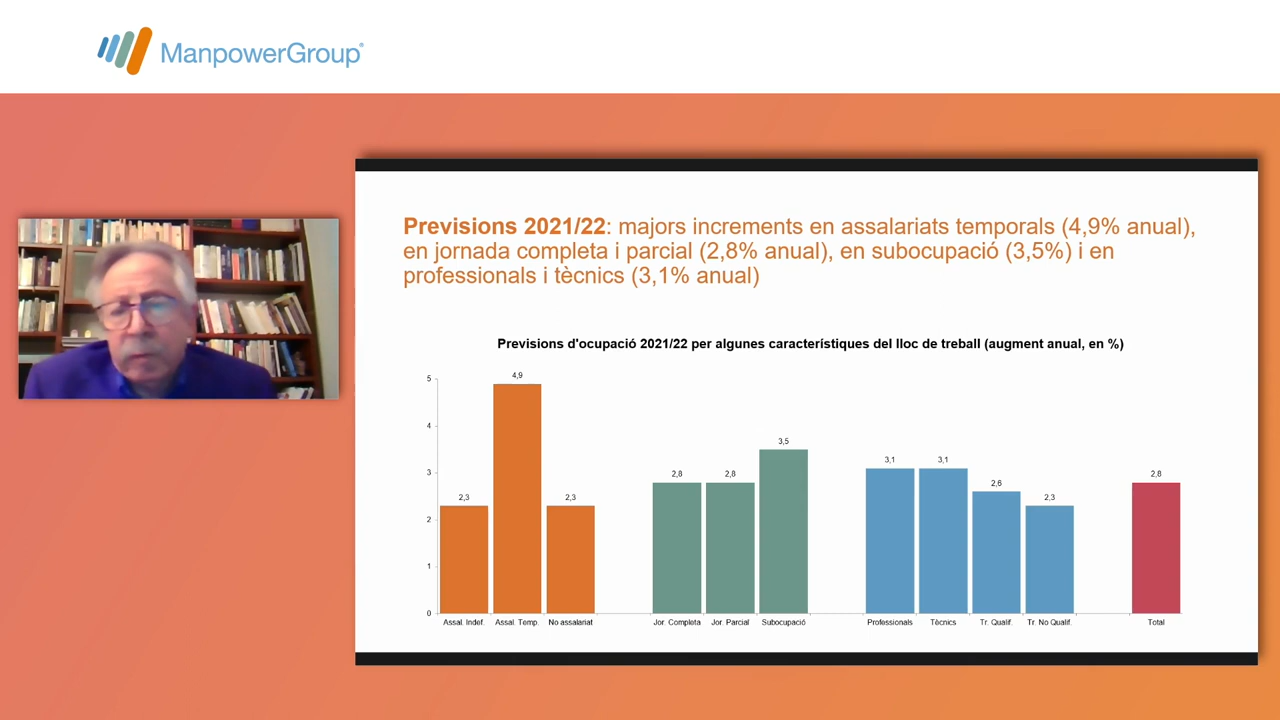 ManpowerGroup®
Previsions 2021/22: majors increments en assalariats temporals (4,9% anual),
en jornada completa i parcial (2,8% anual), en subocupació (3,5%) i en
professionals i tècnics (3,1% anual)
Previsions d'ocupació 2021/22 per algunes característiques del lloc de treball (augment anual, en %)
5
4
3
2
1
0
2,3
4,9
2,3
2,8
2,8
3,5
3,1
3,1
2,6
2,3
2,8
Assal. Indef.
Assal. Temp.
No assalariat
Jor. Completa
Jor. Parcial
Subocupació
Professionals
Tècnics
Tr. Qualif.
Tr. No Qualif.
Total